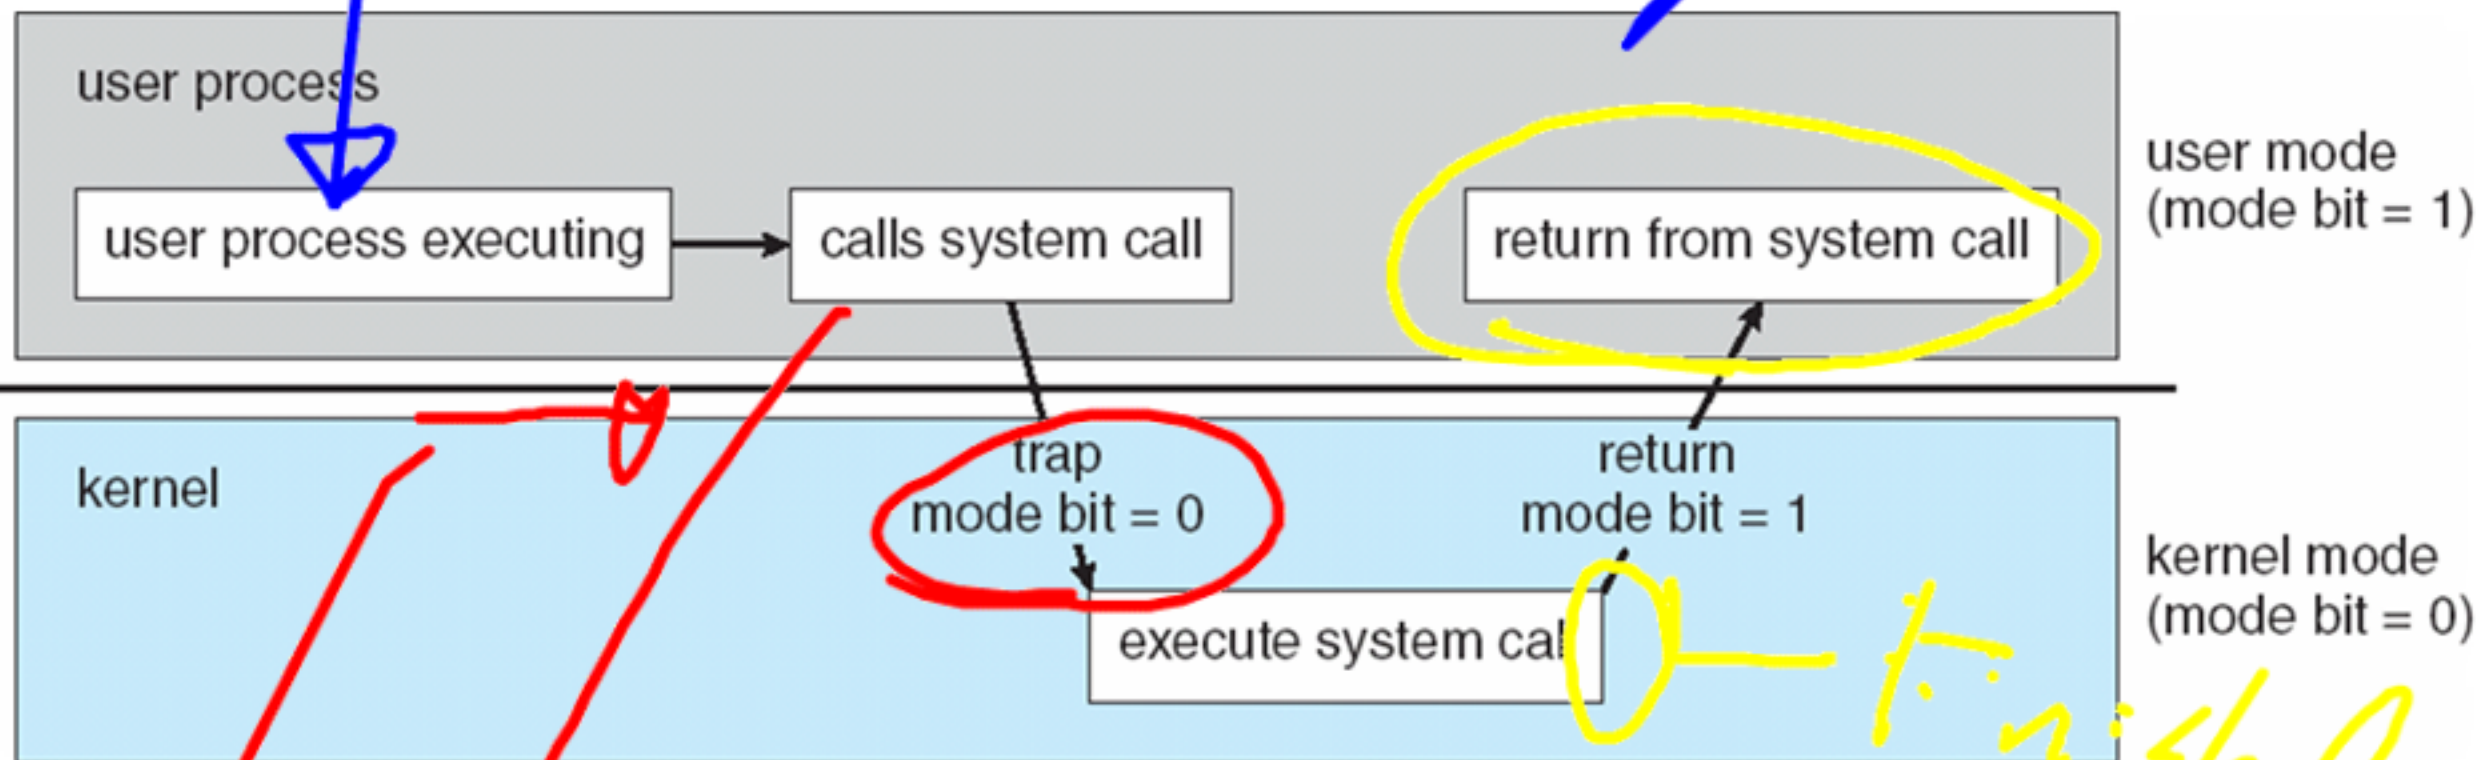 user process
user process executing
calls system call
return from system call
user mode
(mode bit = 1)
kernel
trap
mode bit = 0
return
mode bit = 1
execute system call
kernel mode
(mode bit = 0)